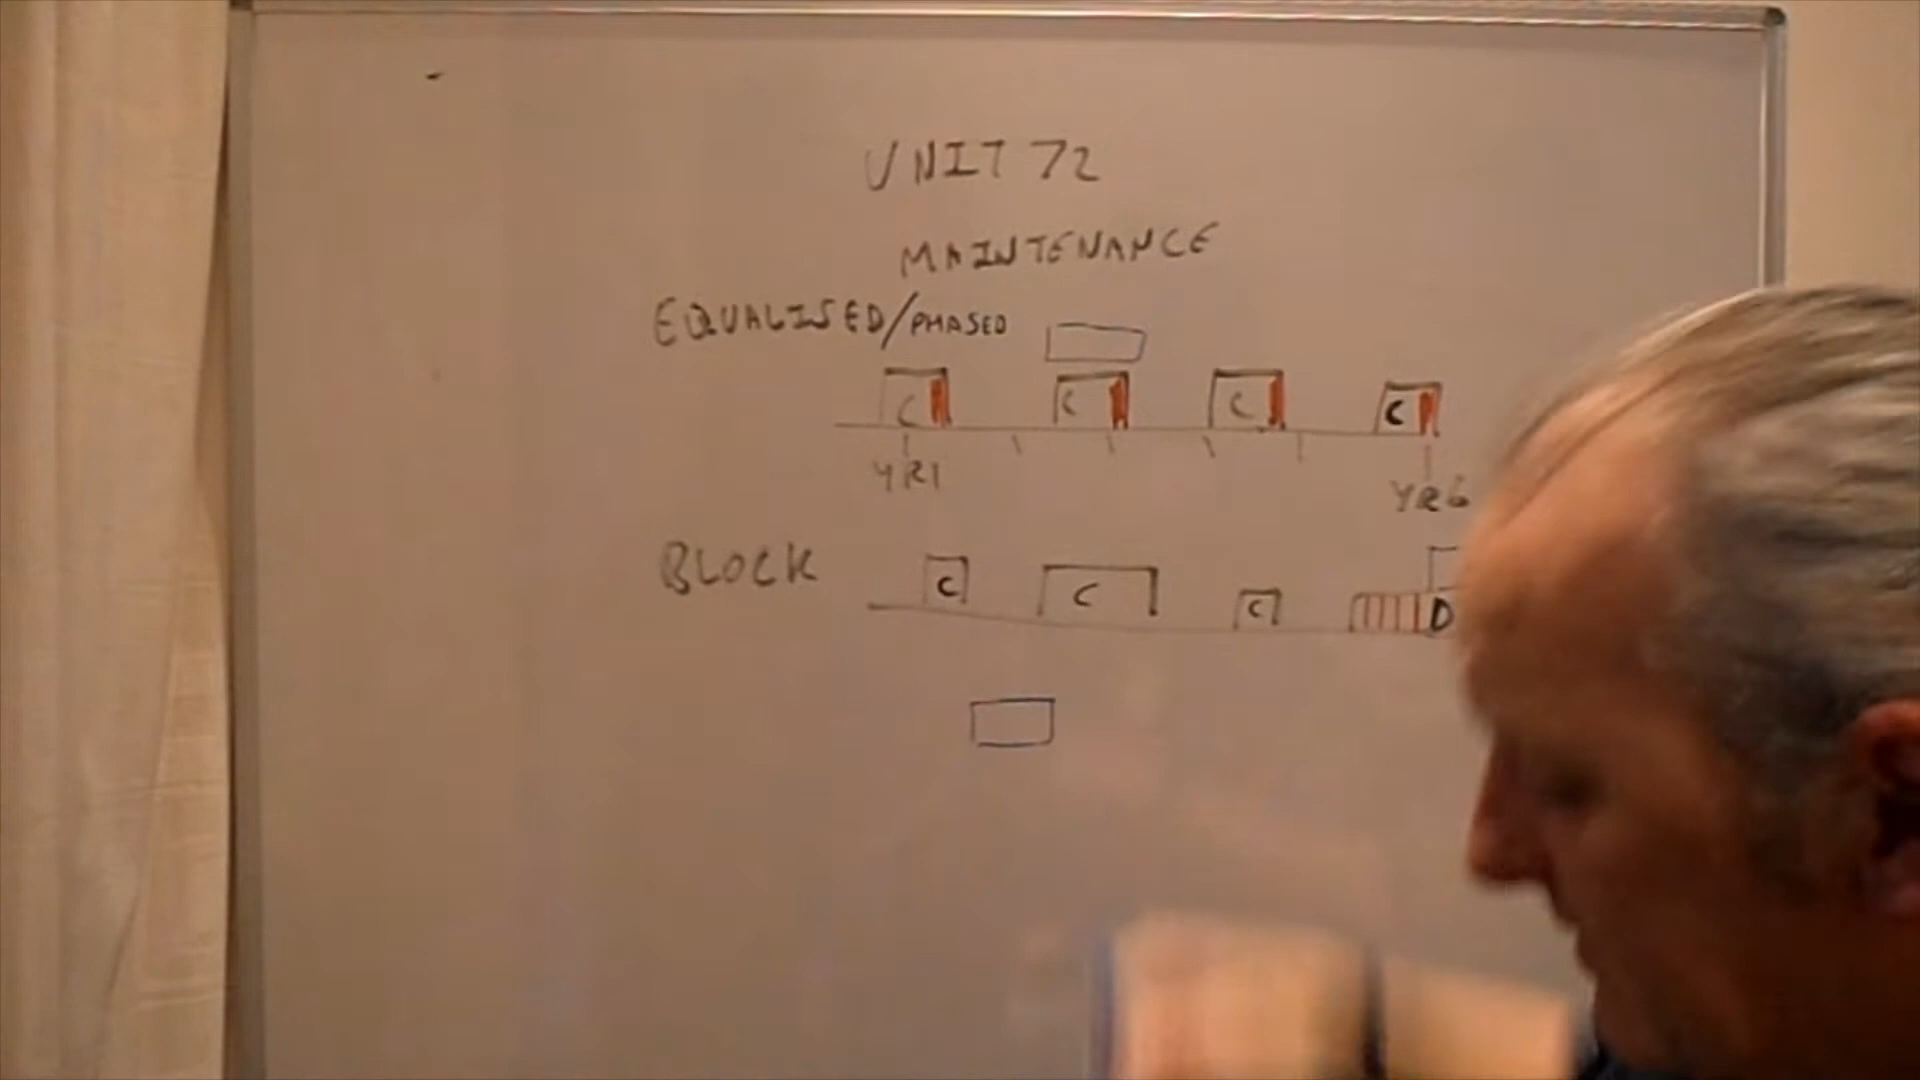 UNIT 72
MAINTENANCE
EQUALISED/PHASED
C C C C
YR1 YR6
BLOCK
C C C D